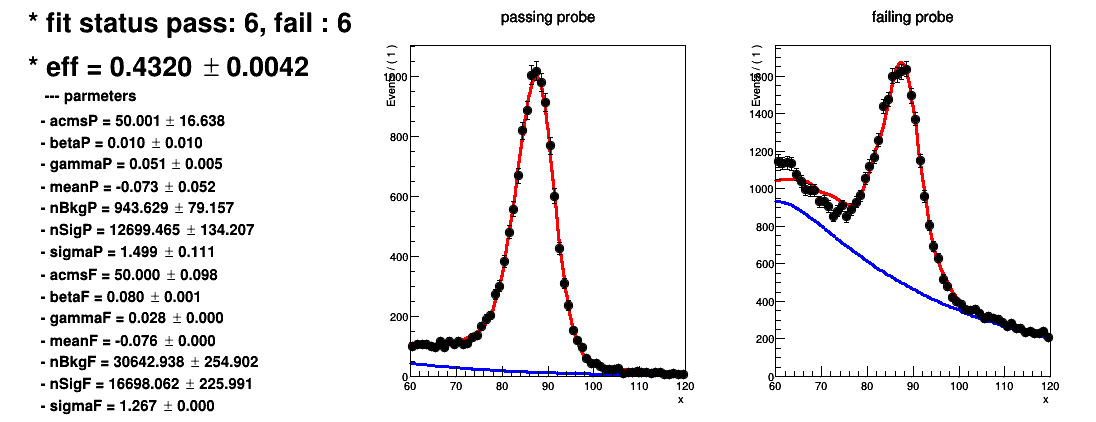 * fit status pass: 6, fail : 6
* eff = 0.4320 ± 0.0042
--- parmeters
- acmsP = 50.001 ± 16.638
- betaP = 0.010 ± 0.010
- gammaP = 0.051 ± 0.005
- meanP = -0.073 ± 0.052
- nBkgP = 943.629 ± 79.157
- nSigP = 12699.465 ± 134.207
- sigmaP = 1.499 ± 0.111
- acmsF = 50.000 ± 0.098
- betaF = 0.080 ± 0.001
- gammaF = 0.028 ± 0.000
- meanF = -0.076 ± 0.000
- nBkgF = 30642.938 ± 254.902
- nSigF = 16698.062 ± 225.991
- sigmaF = 1.267 ± 0.000
passing probe
Events / ( 1 )
1000
800
600
400
200
0
60 70 80 90 100 110 120
x
failing probe
Events / ( 1 )
1600
1400
1200
1000
800
600
400
200
0
60 70 80 90 100 110 120
x